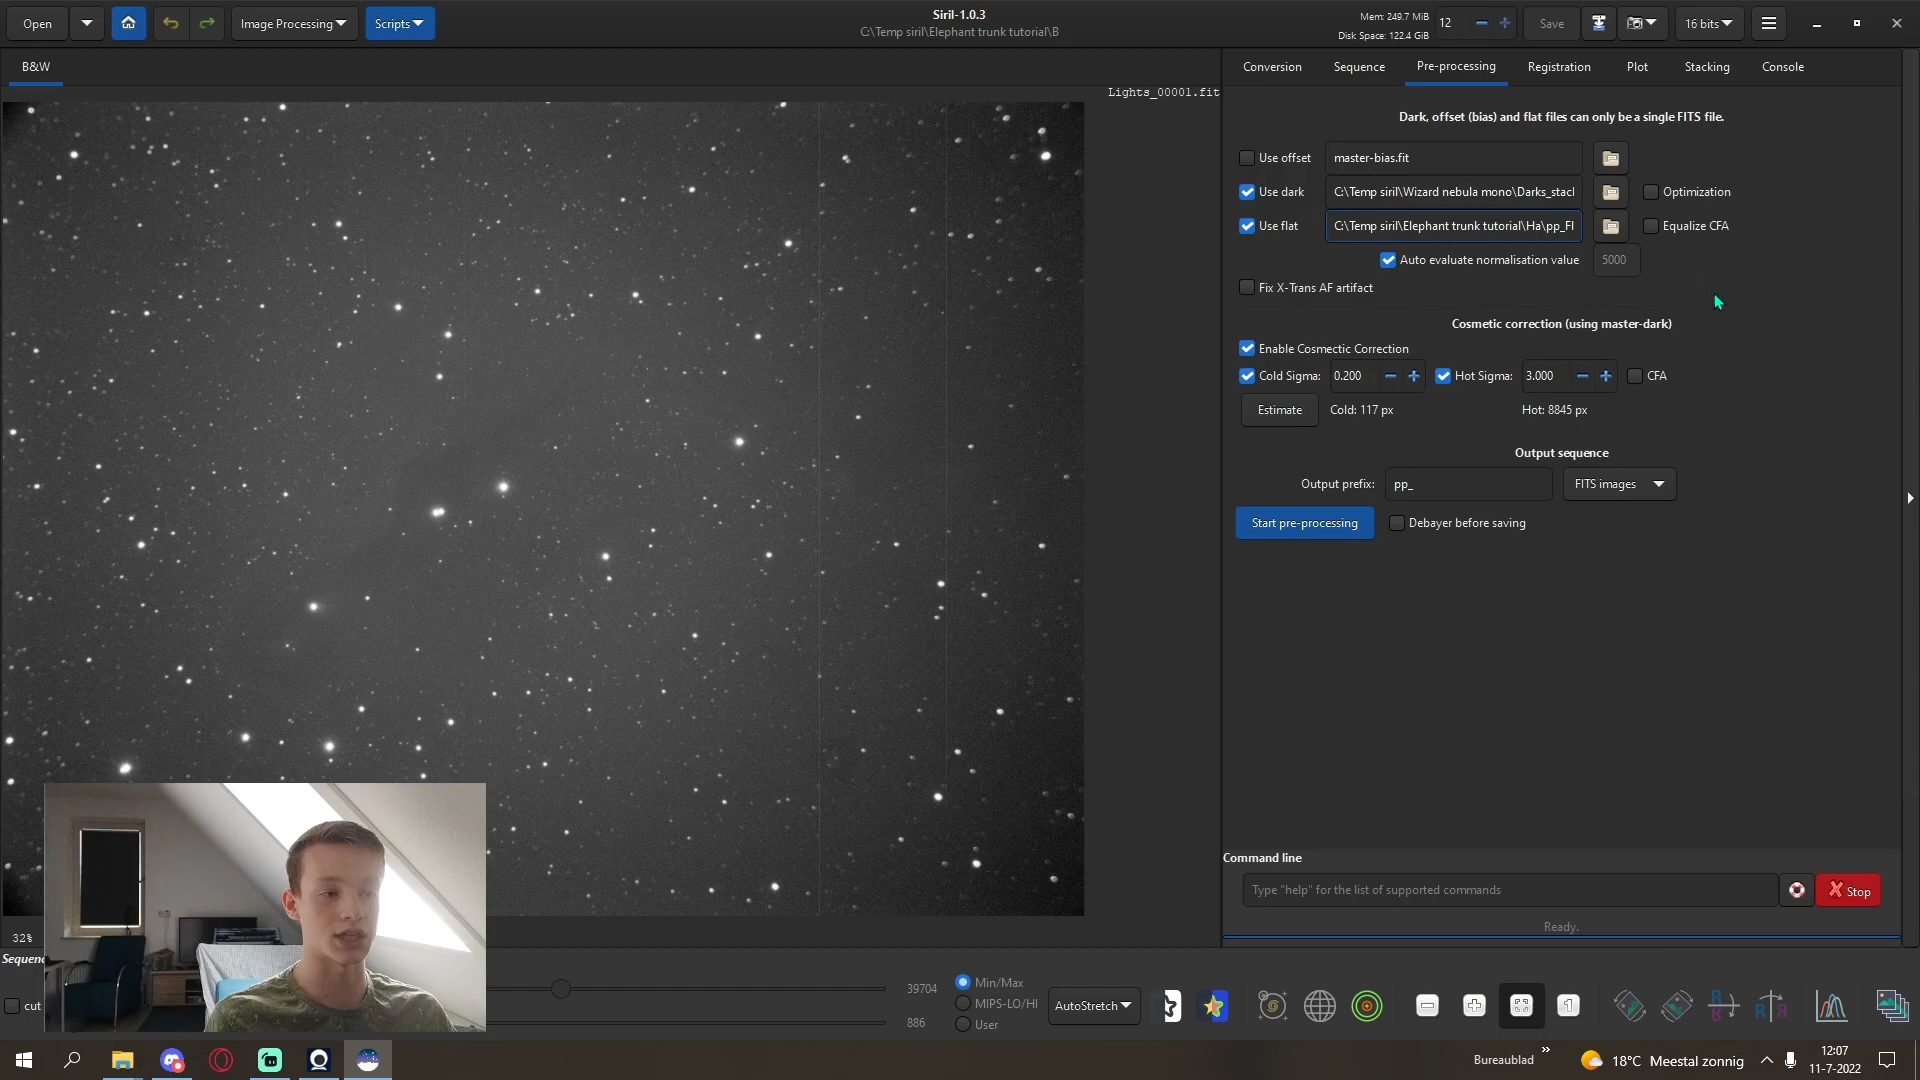 Open
Image Processing
Scripts
Siril-1.0.3
C:\Temp siril\Elephant trunk tutorial\B
Mem: 249.7 MiB
Disk Space: 122.4 GiB
12
Save
16 bits
B&W
Conversion
Sequence
Pre-processing
Registration
Plot
Stacking
Console
Lights_00001.fit
Dark, offset (bias) and flat files can only be a single FITS file.
Use offset
master-bias.fit
Use dark
C:\Temp siril\Wizard nebula mono\Darks_stacl
Optimization
Use flat
C:\Temp siril\Elephant trunk tutorial\Ha\pp_Fl
Equalize CFA
Auto evaluate normalisation value
5000
Fix X-Trans AF artifact
Cosmetic correction (using master-dark)
Enable Cosmectic Correction
Cold Sigma:
0.200
Hot Sigma:
3.000
CFA
Estimate
Cold: 117 px
Hot: 8845 px
Output sequence
Output prefix:
pp_
FITS images
Start pre-processing
Debayer before saving
Command line
Type "help" for the list of supported commands
Stop
Ready.
32%
Sequenc
cut
39704
886
Min/Max
MIPS-LO/HI
User
AutoStretch
1
R
R
R
R
Bureaublad
18°C Meestal zonnig
12:07
11-7-2022